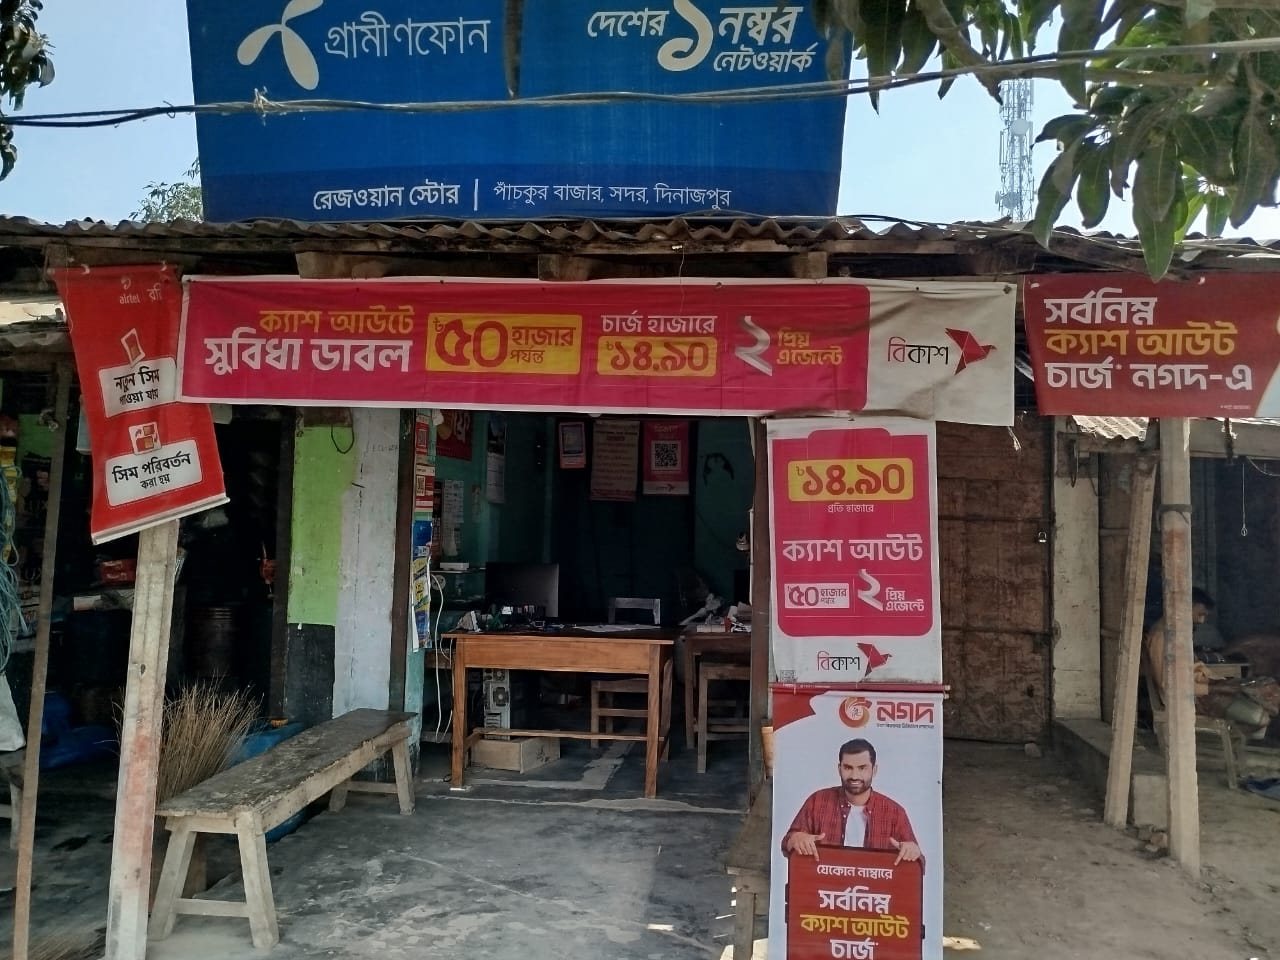 গ্রামীণফোন
দেশের ১ নম্বর
নেটওয়ার্ক
রেজওয়ান স্টোর | পাঁচকুর বাজার, সদর, দিনাজপুর
airtel
নতুন সিম
পাওয়া যায়
সিম পরিবর্তন
করা হয়
ক্যাশ আউটে
সুবিধা ডাবল
৳৫০ হাজার
পর্যন্ত
চার্জ হাজারে
৳১৪.৯০
২ প্রিয়
এজেন্টে
বিকাশ
সর্বনিম্ন
ক্যাশ আউট
চার্জ* নগদ-এ
৳১৪.৯০
প্রতি হাজারে
ক্যাশ আউট
৳৫০ হাজার
পর্যন্ত
২ প্রিয়
এজেন্টে
বিকাশ
নগদ
যেকোন নাম্বারে
সর্বনিম্ন
ক্যাশ আউট
চার্জ*